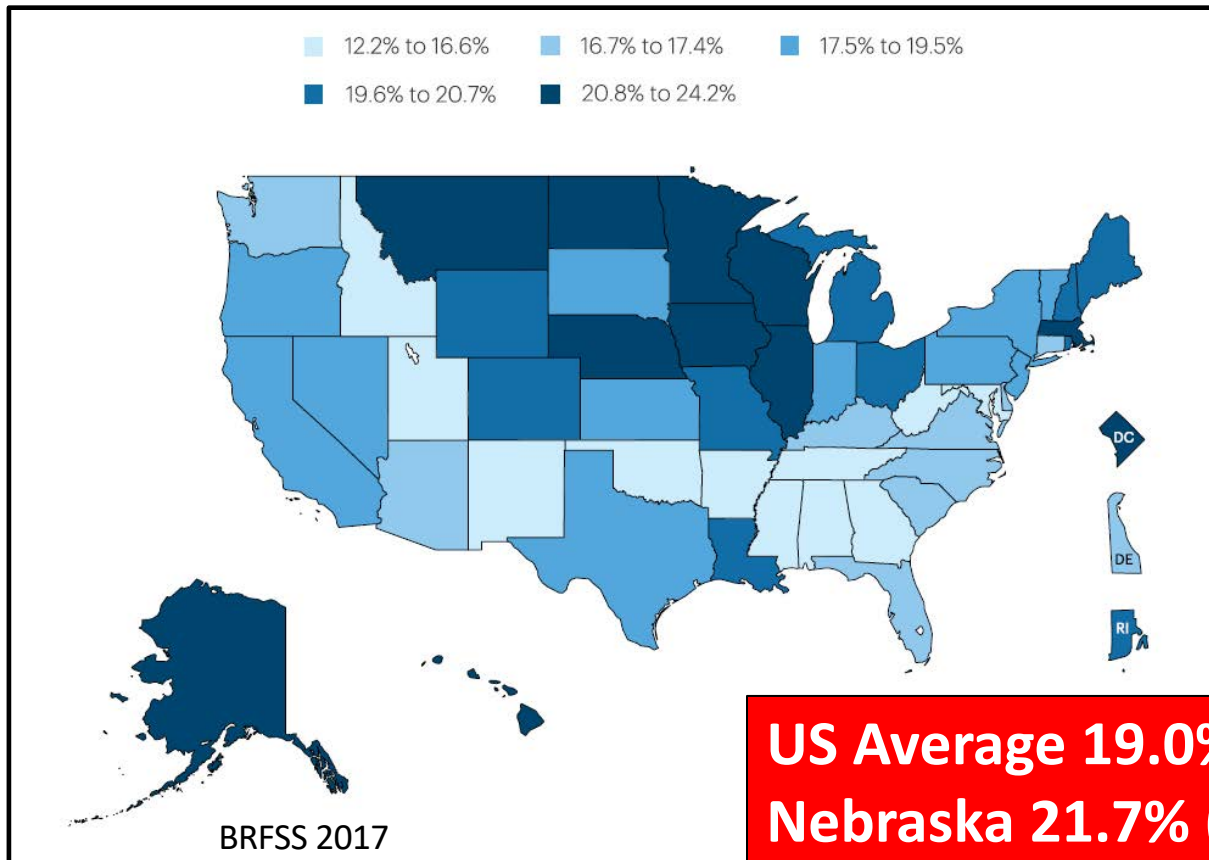 12.2% to 16.6% 16.7% to 17.4% 17.5% to 19.5%
19.6% to 20.7% 20.8% to 24.2%
DC
DE
RI
US Average 19.0%
Nebraska 21.7% (
BRFSS 2017